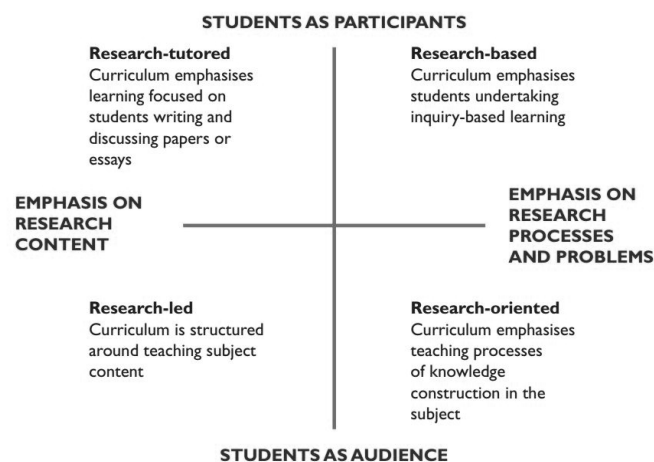 STUDENTS AS PARTICIPANTS
Research-tutored
Curriculum emphasises
learning focused on
students writing and
discussing papers or
essays
Research-based
Curriculum emphasises
students undertaking
inquiry-based learning
EMPHASIS ON
RESEARCH
CONTENT
EMPHASIS ON
RESEARCH
PROCESSES
AND PROBLEMS
Research-led
Curriculum is structured
around teaching subject
content
Research-oriented
Curriculum emphasises
teaching processes
of knowledge
construction in the
subject
STUDENTS AS AUDIENCE